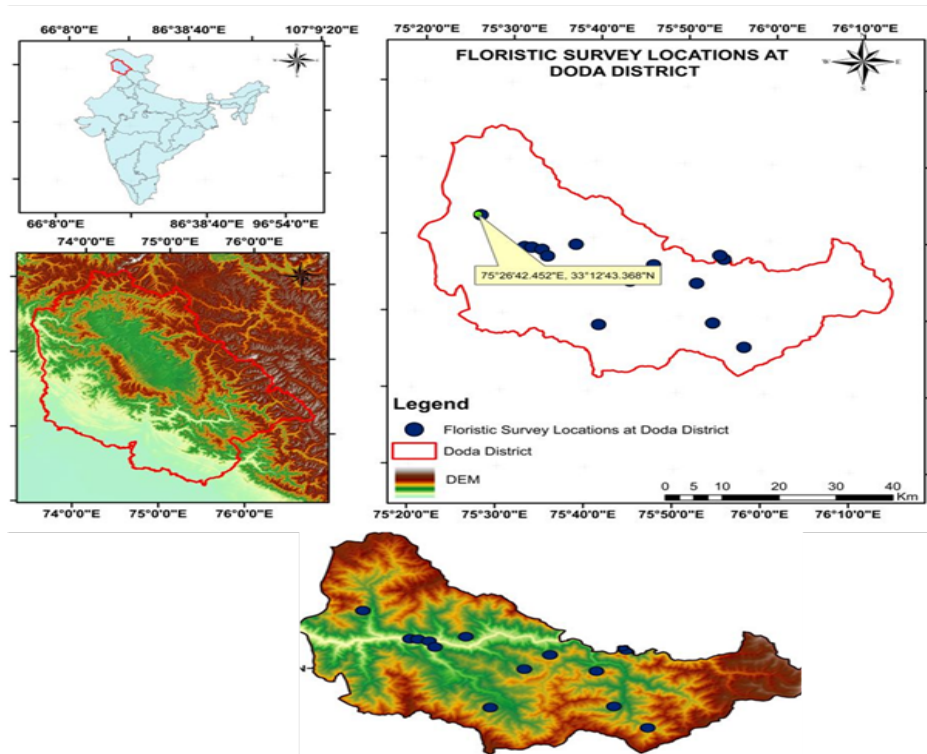 66°8'0"E 86°38'40"E 107°9'20"E
66°8'0"E 86°38'0"E 96°54'0"E
74°0'0"E 75°0'0"E 76°0'0"E
74°0'0"E 75°0'0"E 76°0'0"E
75°20'0"E 75°30'0"E 75°40'0"E 75°50'0"E 76°0'0"E 76°10'0"E
FLORISTIC SURVEY LOCATIONS AT
DODA DISTRICT
N
W E
S
75°26'42.452"E, 33°12'43.368"N
Legend
Floristic Survey Locations at Doda District
Doda District
DEM
0 5 10 20 30 40
Km
75°20'0"E 75°30'0"E 75°40'0"E 75°50'0"E 76°0'0"E 76°10'0"E